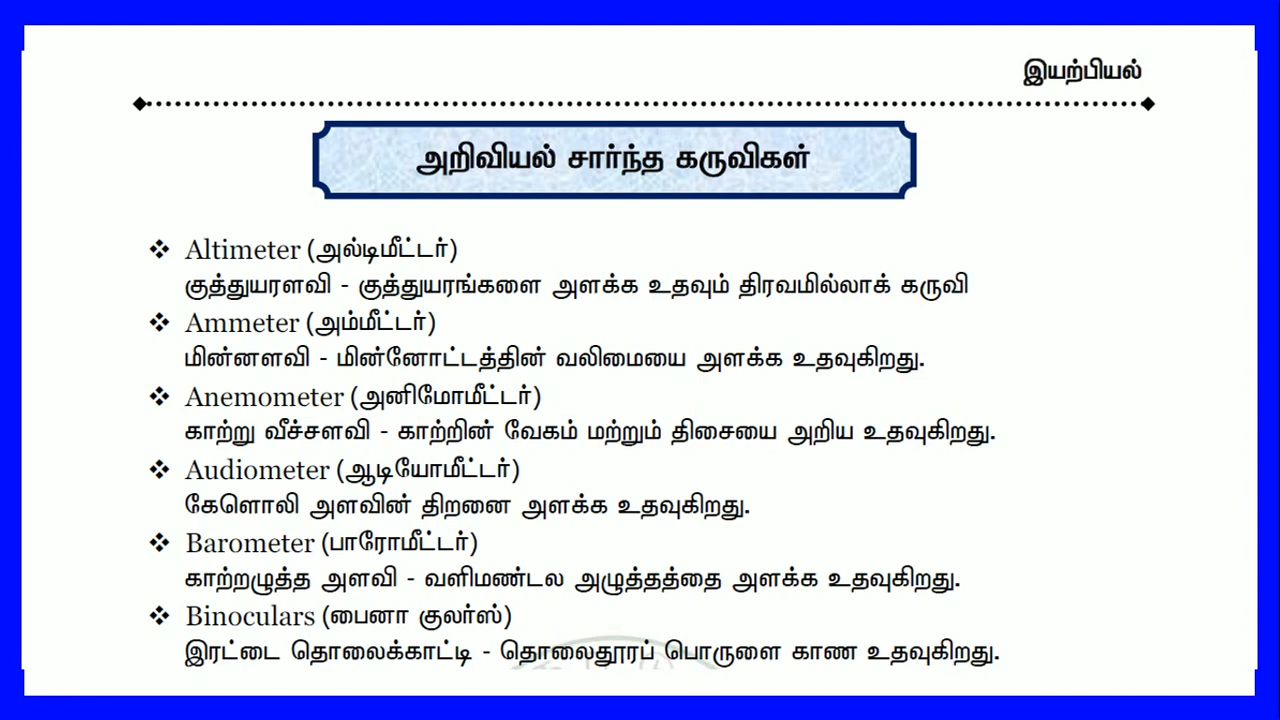 இயற்பியல்
அறிவியல் சார்ந்த கருவிகள்
❖ Altimeter (அல்டிமீட்டர்)
குத்துயரளவி - குத்துயரங்களை அளக்க உதவும் திரவமில்லாக் கருவி
❖ Ammeter (அம்மீட்டர்)
மின்னளவி - மின்னோட்டத்தின் வலிமையை அளக்க உதவுகிறது.
❖ Anemometer (அனிமோமீட்டர்)
காற்று வீச்சளவி - காற்றின் வேகம் மற்றும் திசையை அறிய உதவுகிறது.
❖ Audiometer (ஆடியோமீட்டர்)
கேளொலி அளவின் திறனை அளக்க உதவுகிறது.
❖ Barometer (பாரோமீட்டர்)
காற்றழுத்த அளவி - வளிமண்டல அழுத்தத்தை அளக்க உதவுகிறது.
❖ Binoculars (பைனா குலர்ஸ்)
இரட்டை தொலைக்காட்டி - தொலைதூரப் பொருளை காண உதவுகிறது.